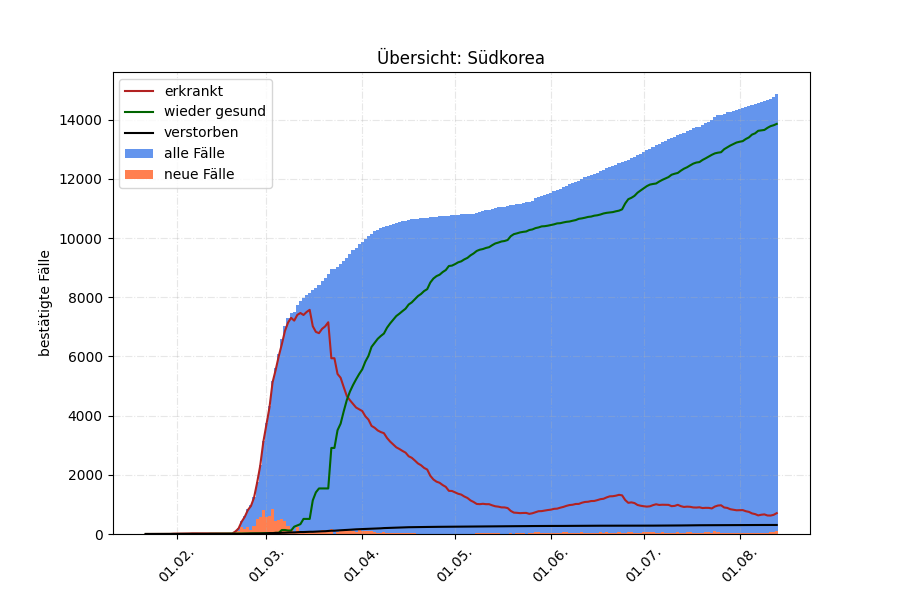 Übersicht: Südkorea
erkrankt
wieder gesund
verstorben
alle Fälle
neue Fälle
bestätigte Fälle
14000
12000
10000
8000
6000
4000
2000
0
01.02.
01.03.
01.04.
01.05.
01.06.
01.07.
01.08.